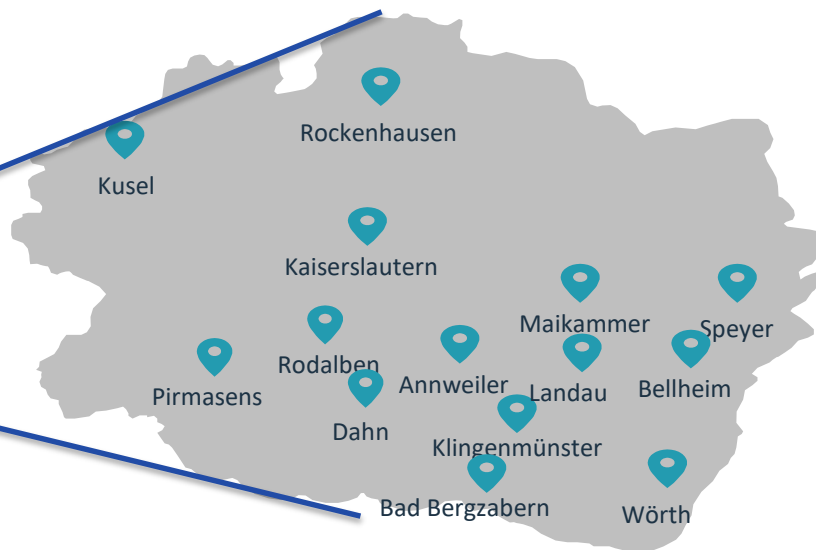 Rockenhausen
Kusel
Kaiserslautern
Maikammer
Speyer
Rodalben
Annweiler
Landau
Bellheim
Pirmasens
Dahn
Klingenmünster
Bad Bergzabern
Wörth